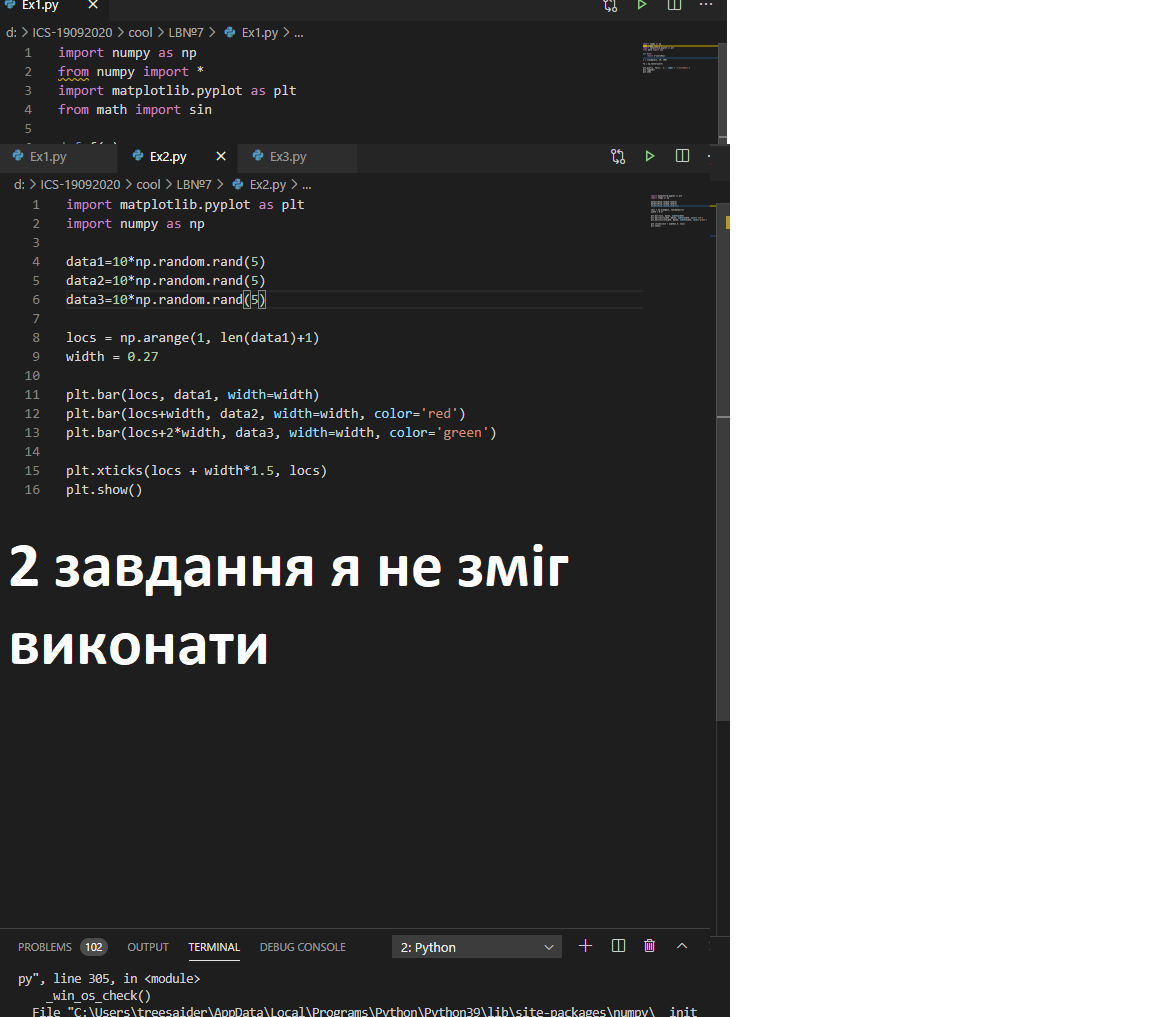 Ex1.py
d: > ICS-19092020 > cool > LB№7 > Ex1.py > ...
1 import numpy as np
2 from numpy import *
3 import matplotlib.pyplot as plt
4 from math import sin
5
Ex1.py Ex2.py Ex3.py
d: > ICS-19092020 > cool > LB№7 > Ex2.py > ...
1 import matplotlib.pyplot as plt
2 import numpy as np
3
4 data1=10*np.random.rand(5)
5 data2=10*np.random.rand(5)
6 data3=10*np.random.rand(5)
7
8 locs = np.arange(1, len(data1)+1)
9 width = 0.27
10
11 plt.bar(locs, data1, width=width)
12 plt.bar(locs+width, data2, width=width, color='red')
13 plt.bar(locs+2*width, data3, width=width, color='green')
14
15 plt.xticks(locs + width*1.5, locs)
16 plt.show()
2 завдання я не зміг
виконати
PROBLEMS 102 OUTPUT TERMINAL DEBUG CONSOLE 2: Python
py", line 305, in <module>
_win_os_check()
File "C:\Users\treesaider\AppData\Local\Programs\Python\Python39\lib\site-packages\numpy\__init